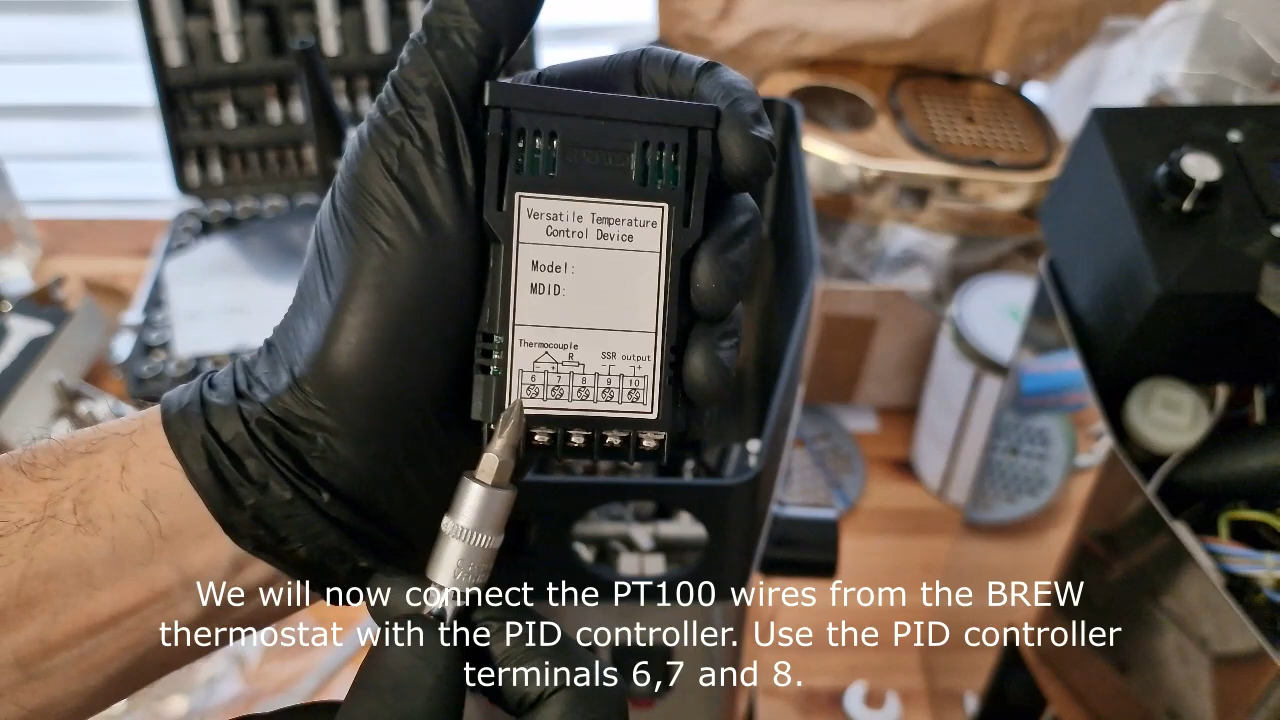 Versatile Temperature
Control Device
Model:
MDID:
Thermocouple
R
SSR output
- + - +
6 7 8 9 10
We will now connect the PT100 wires from the BREW
thermostat with the PID controller. Use the PID controller
terminals 6,7 and 8.